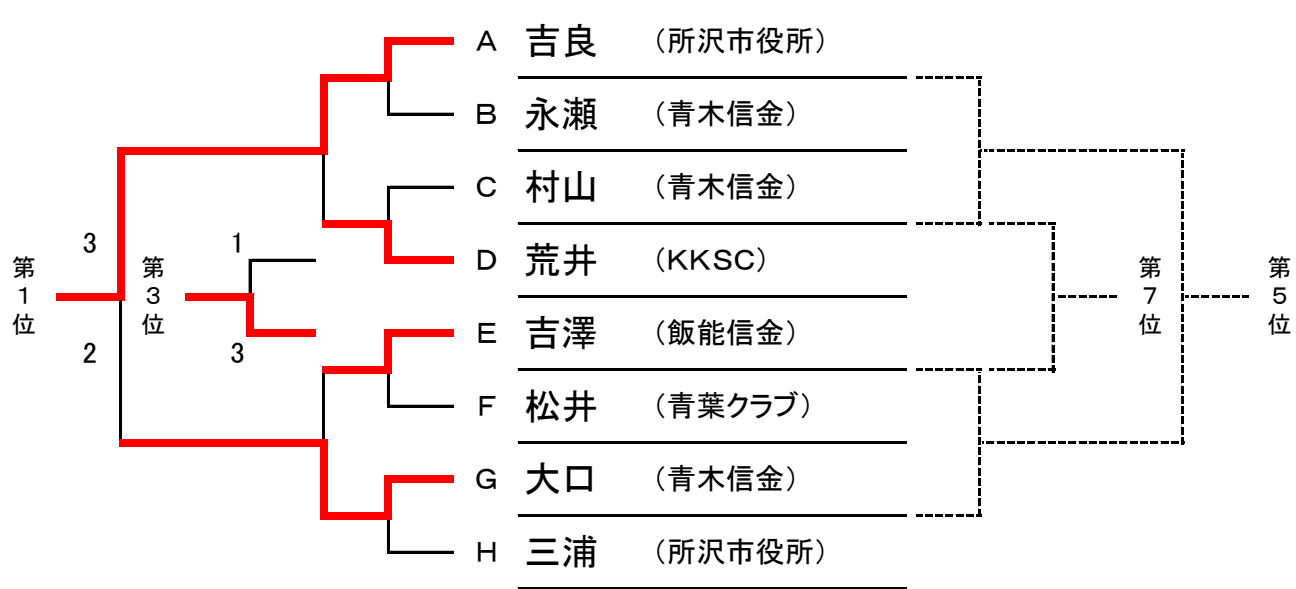 A 吉良 （所沢市役所）
B 永瀬 （青木信金）
C 村山 （青木信金）
D 荒井 （KKSC）
E 吉澤 （飯能信金）
F 松井 （青葉クラブ）
G 大口 （青木信金）
H 三浦 （所沢市役所）
第1位
3
2
第3位
1
3
第7位
第5位